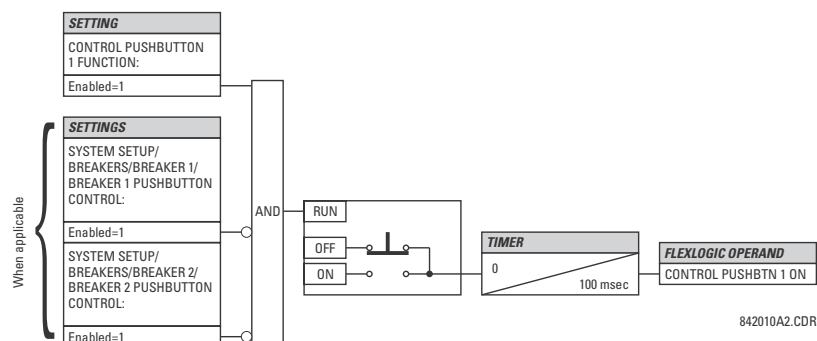 SETTING
CONTROL PUSHBUTTON
1 FUNCTION:
Enabled=1
When applicable
SETTINGS
SYSTEM SETUP/
BREAKERS/BREAKER 1/
BREAKER 1 PUSHBUTTON
CONTROL:
Enabled=1
SYSTEM SETUP/
BREAKERS/BREAKER 2/
BREAKER 2 PUSHBUTTON
CONTROL:
Enabled=1
AND
RUN
OFF
ON
TIMER
0
100 msec
FLEXLOGIC OPERAND
CONTROL PUSHBTN 1 ON
842010A2.CDR